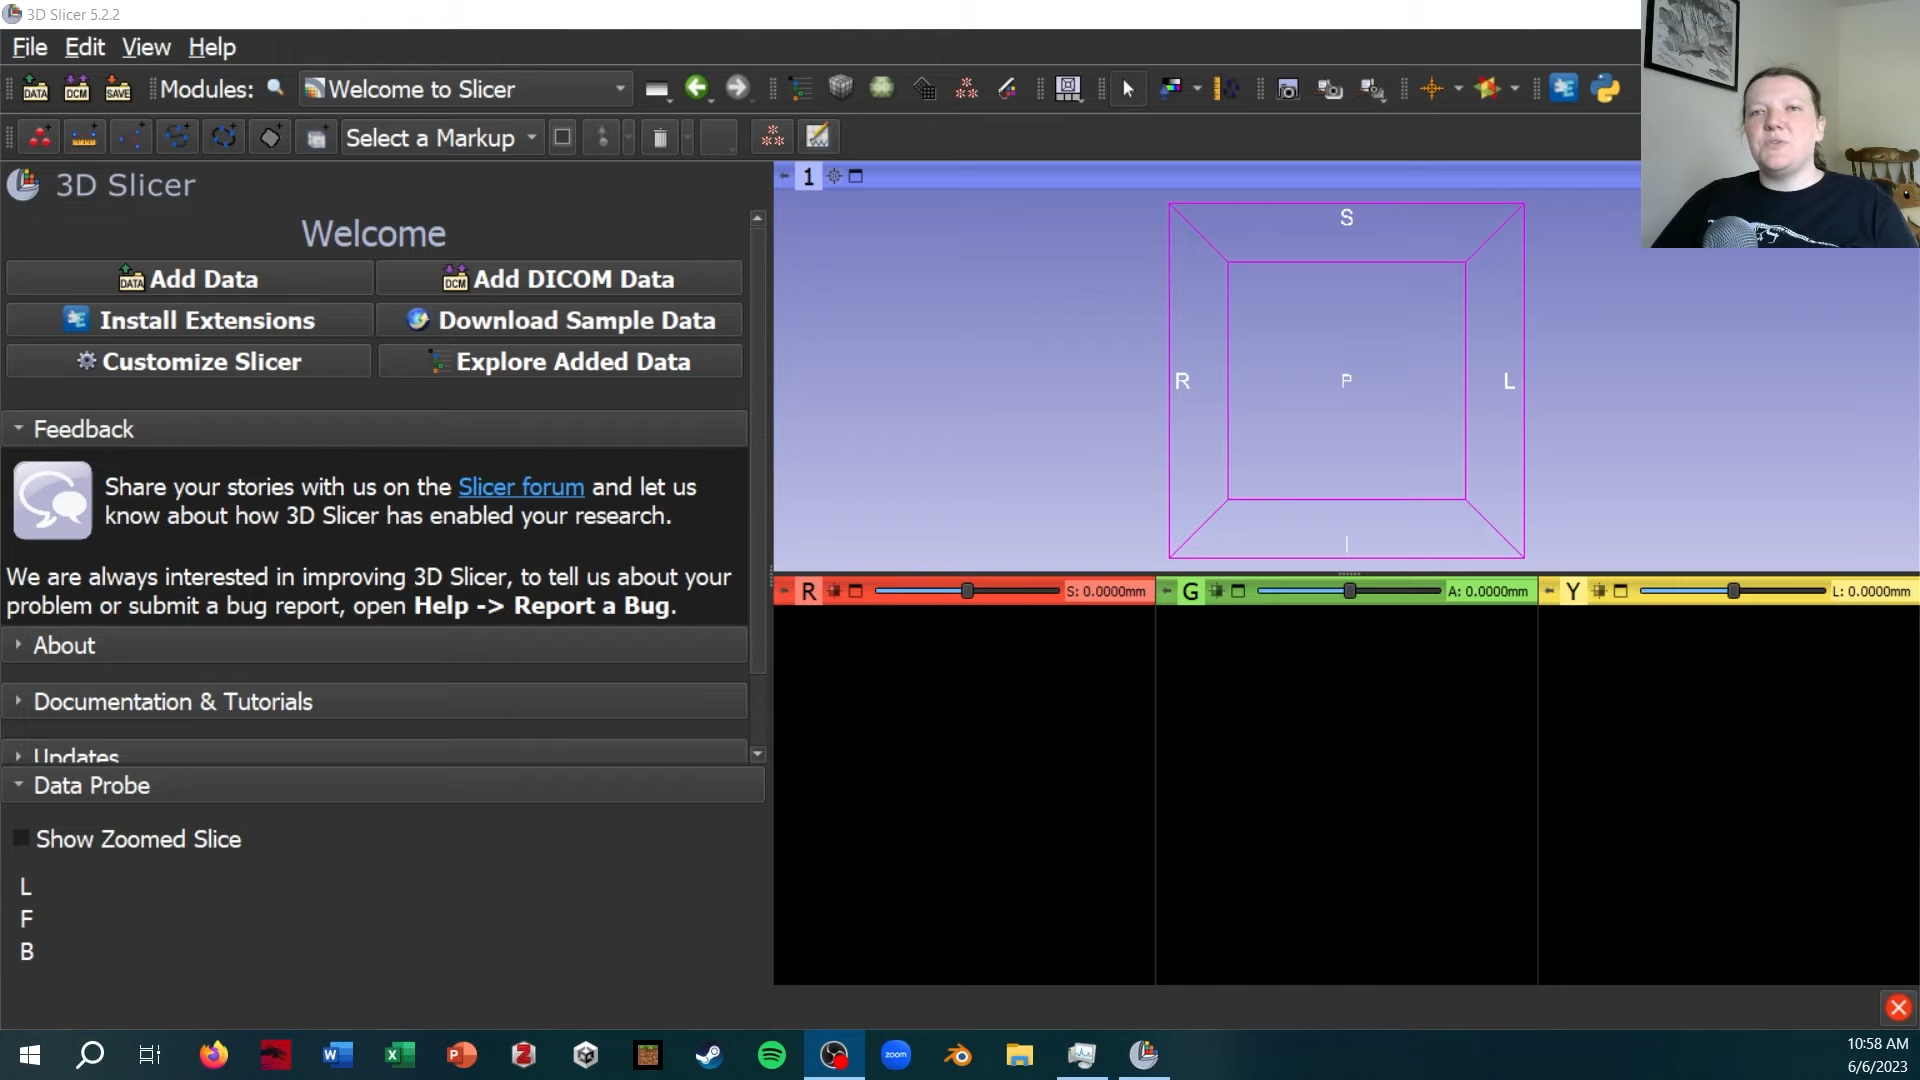 3D Slicer 5.2.2
File Edit View Help
DATA DCM SAVE Modules: Welcome to Slicer
Select a Markup
3D Slicer
1
Welcome
DATA Add Data DCM Add DICOM Data
Install Extensions Download Sample Data
Customize Slicer Explore Added Data
Feedback
Share your stories with us on the Slicer forum and let us
know about how 3D Slicer has enabled your research.
We are always interested in improving 3D Slicer, to tell us about your
problem or submit a bug report, open Help -> Report a Bug.
About
Documentation & Tutorials
Updates
Data Probe
Show Zoomed Slice
L
F
B
S
R P L
I
R S: 0.0000mm G A: 0.0000mm Y L: 0.0000mm
W X P Z zoom
10:58 AM
6/6/2023